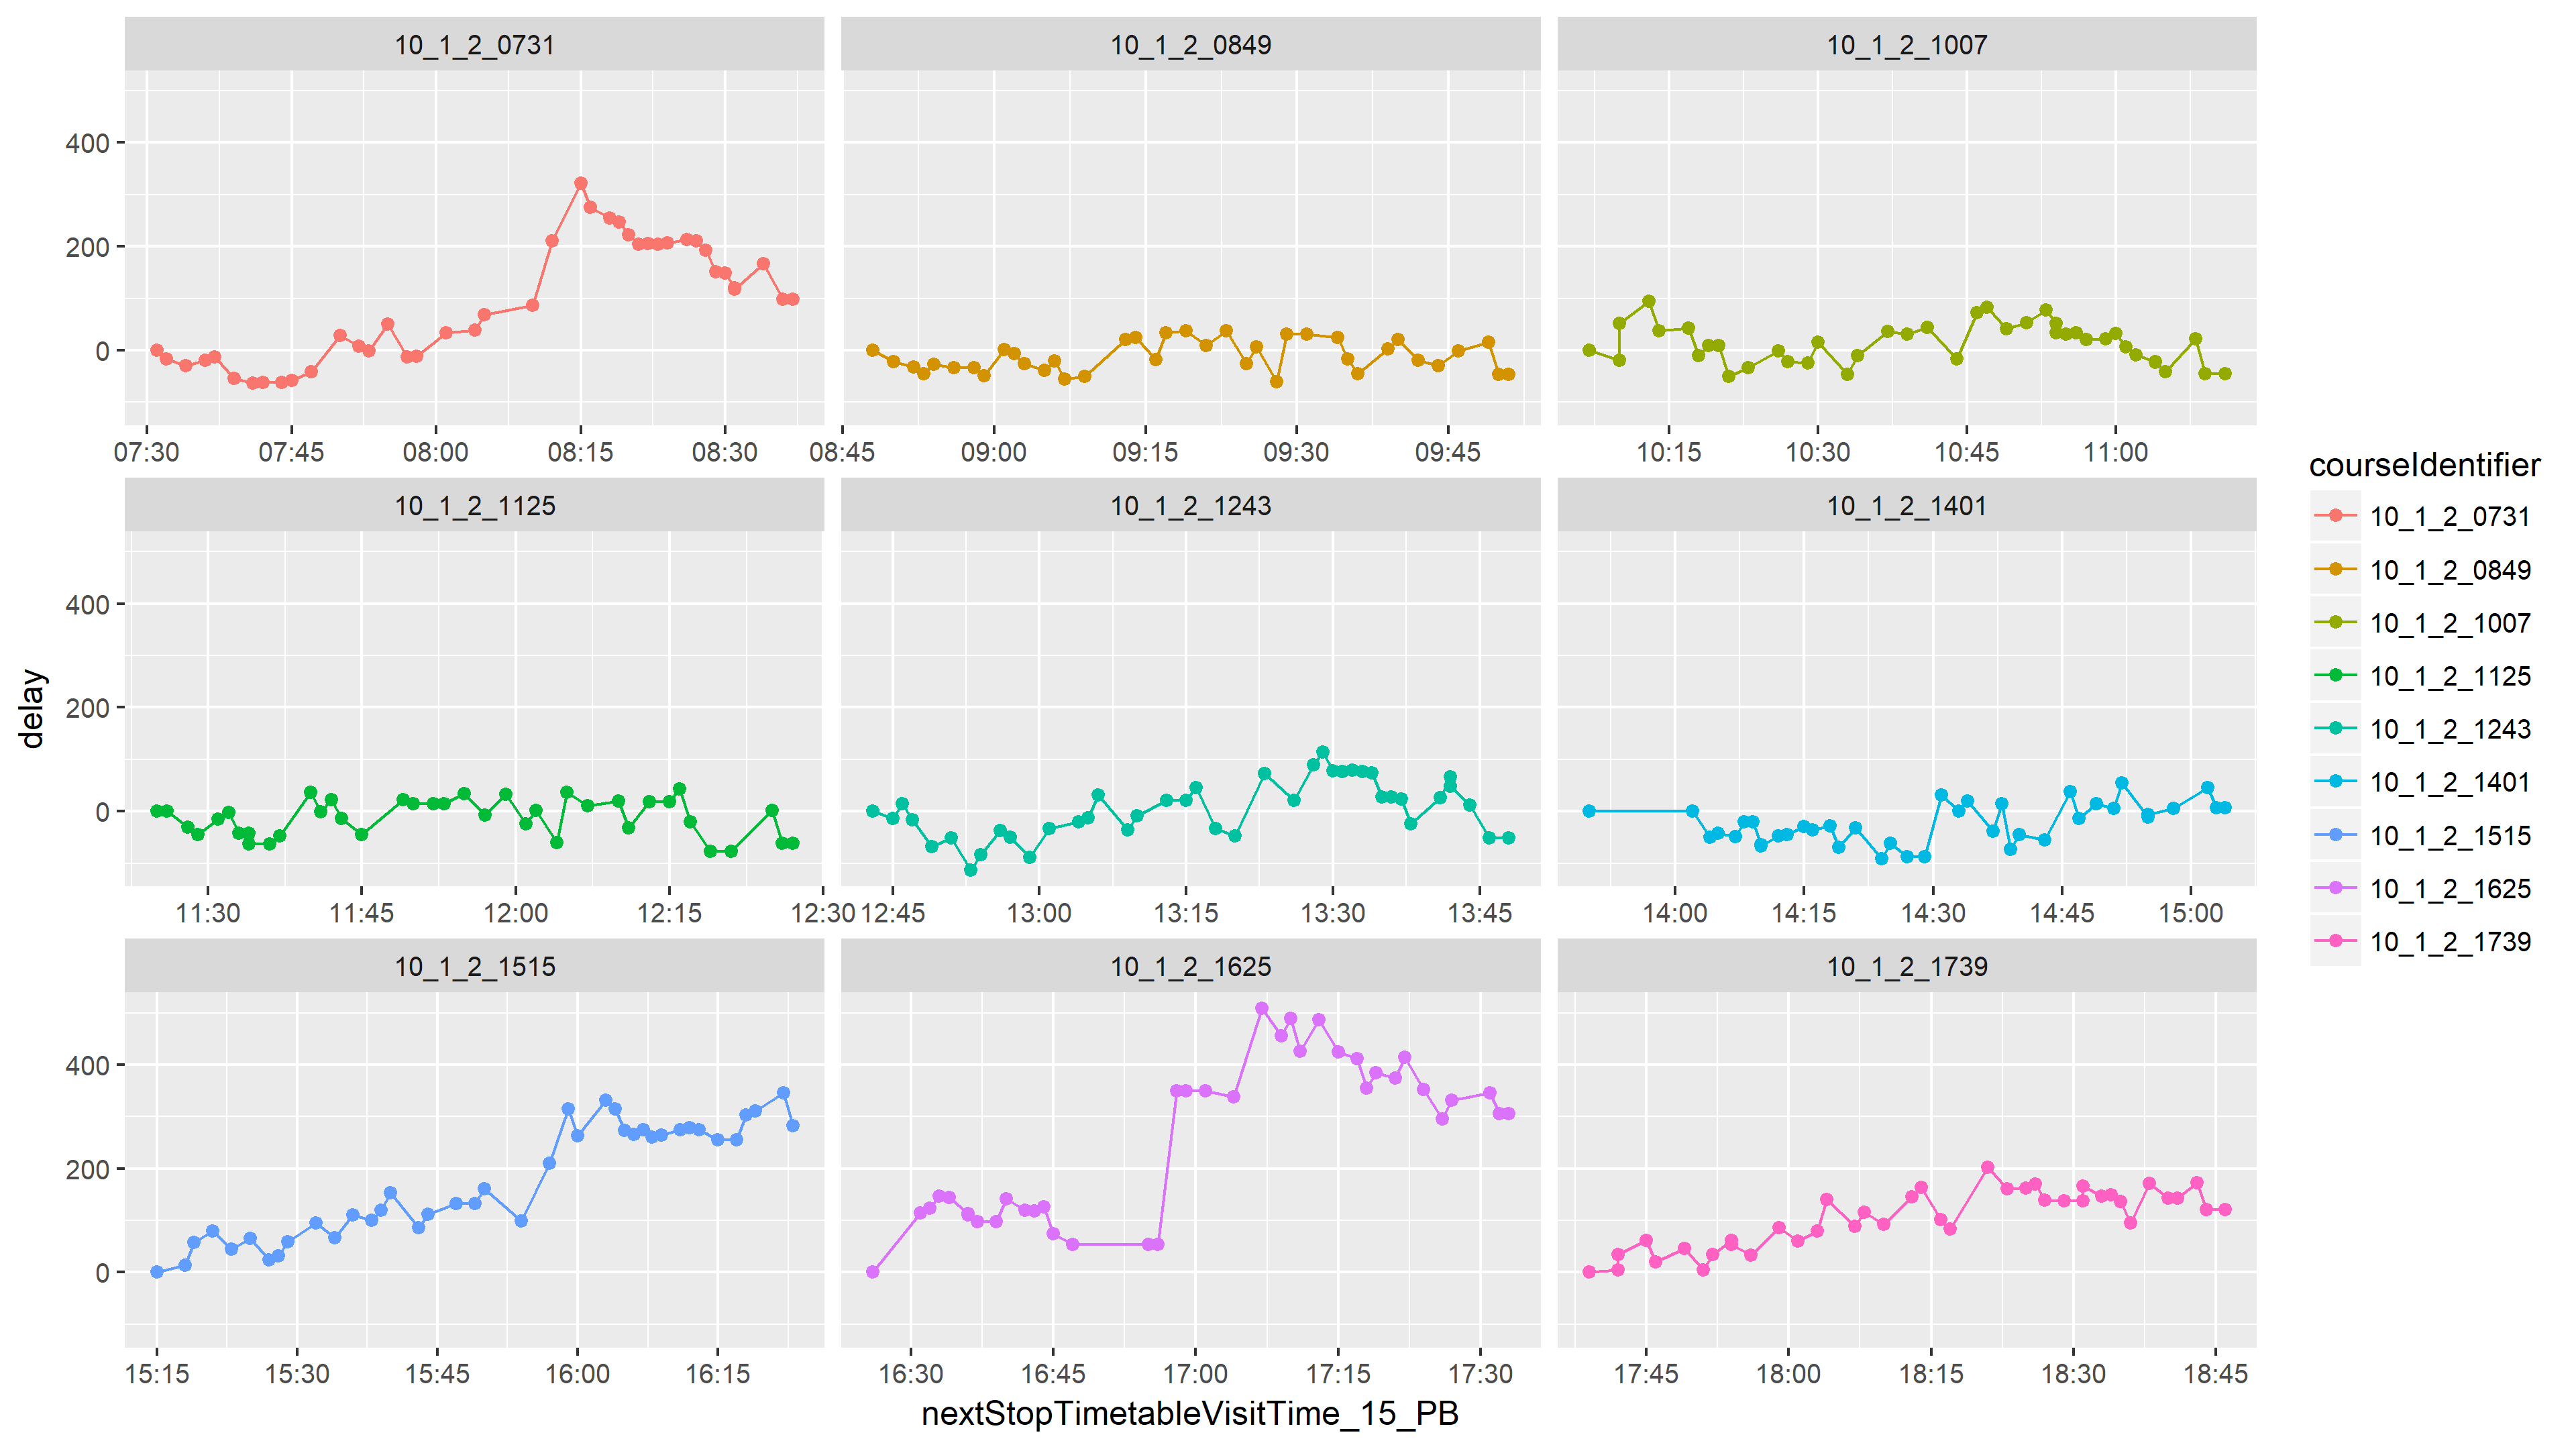 10_1_2_0731 10_1_2_0849 10_1_2_1007
400
200
0
07:30 07:45 08:00 08:15 08:30 08:45 09:00 09:15 09:30 09:45 10:15 10:30 10:45 11:00
10_1_2_1125 10_1_2_1243 10_1_2_1401
400
200
0
11:30 11:45 12:00 12:15 12:30 12:45 13:00 13:15 13:30 13:45 14:00 14:15 14:30 14:45 15:00
10_1_2_1515 10_1_2_1625 10_1_2_1739
400
200
0
15:15 15:30 15:45 16:00 16:15 16:30 16:45 17:00 17:15 17:30 17:45 18:00 18:15 18:30 18:45
delay
nextStopTimetableVisitTime_15_PB
courseIdentifier
10_1_2_0731
10_1_2_0849
10_1_2_1007
10_1_2_1125
10_1_2_1243
10_1_2_1401
10_1_2_1515
10_1_2_1625
10_1_2_1739